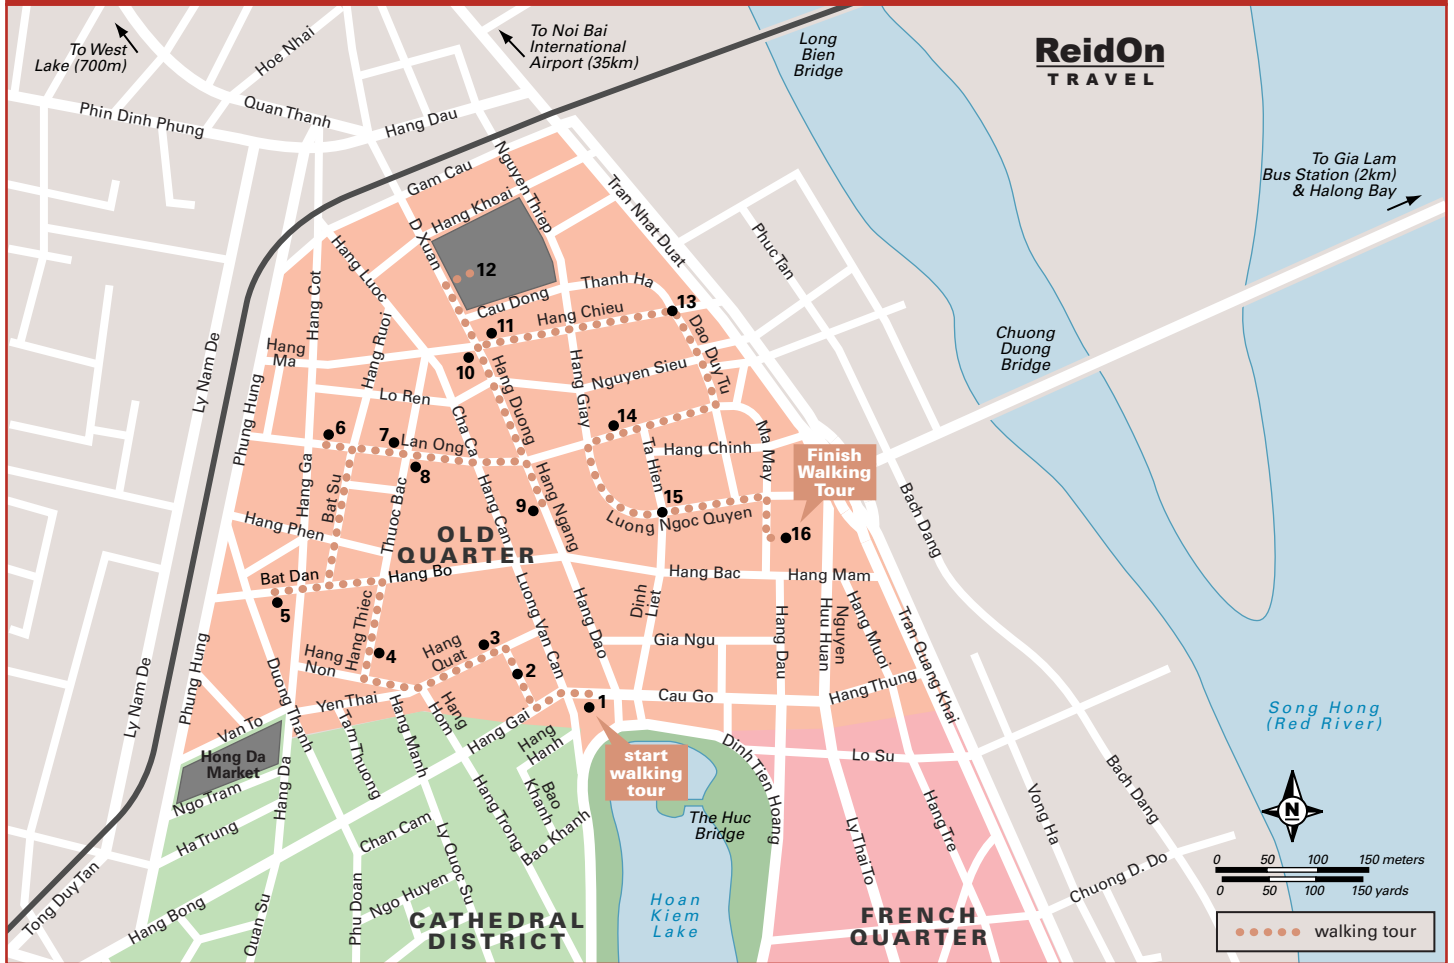 To West
Lake (700m)
Hoe Nhai
To Noi Bai
International
Airport (35km)
Long
Bien
Bridge
ReidOn
TRAVEL
Phin Dinh Phung
Quan Thanh
Hang Dau
To Gia Lam
Bus Station (2km)
& Halong Bay
Gam Cau
Nguyen Thiep
Hang Khoai
Tran Nhat Duat
D Xuan
Phuc Tan
Hang Luoc
12
Thanh Ha
Cau Dong
13
Hang Cot
Hang Chieu
11
Hang Ruoi
Dao Duy Tu
Chuong
Duong
Bridge
Ly Nam De
Hang
Ma
10
Hang Duong
Hang Giay
Nguyen Sieu
Phung Hung
Lo Ren
Cha Ca
14
6
7
Lan Ong
8
Ta Hien
Hang Chinh
Ma May
Finish
Walking
Tour
Hang Ga
Bat Su
Thuoc Bac
Hang Can
Hang Ngang
9
15
Luong Ngoc Quyen
16
Bach Dang
Hang Phen
OLD
QUARTER
Bat Dan
Hang Bo
5
Hang Bac
Hang Mam
Luong Van Can
Hang Dao
Dinh
Liet
Hang Thiec
Gia Ngu
Hang Dau
Huu Huan
Nguyen
Hang Muoi
Tran Quang Khai
Phung Hung
Hang
Non
4
Hang
Quat
3
2
Ly Nam De
Duong Thanh
Yen Thai
Hang Manh
Hang
Hom
Hang Gai
1
Cau Go
Hang Thung
Song Hong
(Red River)
Van To
Tam Thuong
Hang
Hanh
Dinh Tien Hoang
Lo Su
Hong Da
Market
start
walking
tour
Ngo Tram
Hang Da
Hang Trong
Bao
Khanh
Bach Dang
Vong Ha
Ha Trung
Chan Cam
Ly Quoc Su
Bao Khanh
The Huc
Bridge
Ly Thai To
Hang Tre
N
0 50 100 150 meters
0 50 100 150 yards
Chuong D. Do
Tong Duy Tan
Hang Bong
Quan Su
Phu Doan
Ngo Huyen
CATHEDRAL
DISTRICT
Hoan
Kiem
Lake
FRENCH
QUARTER
walking tour